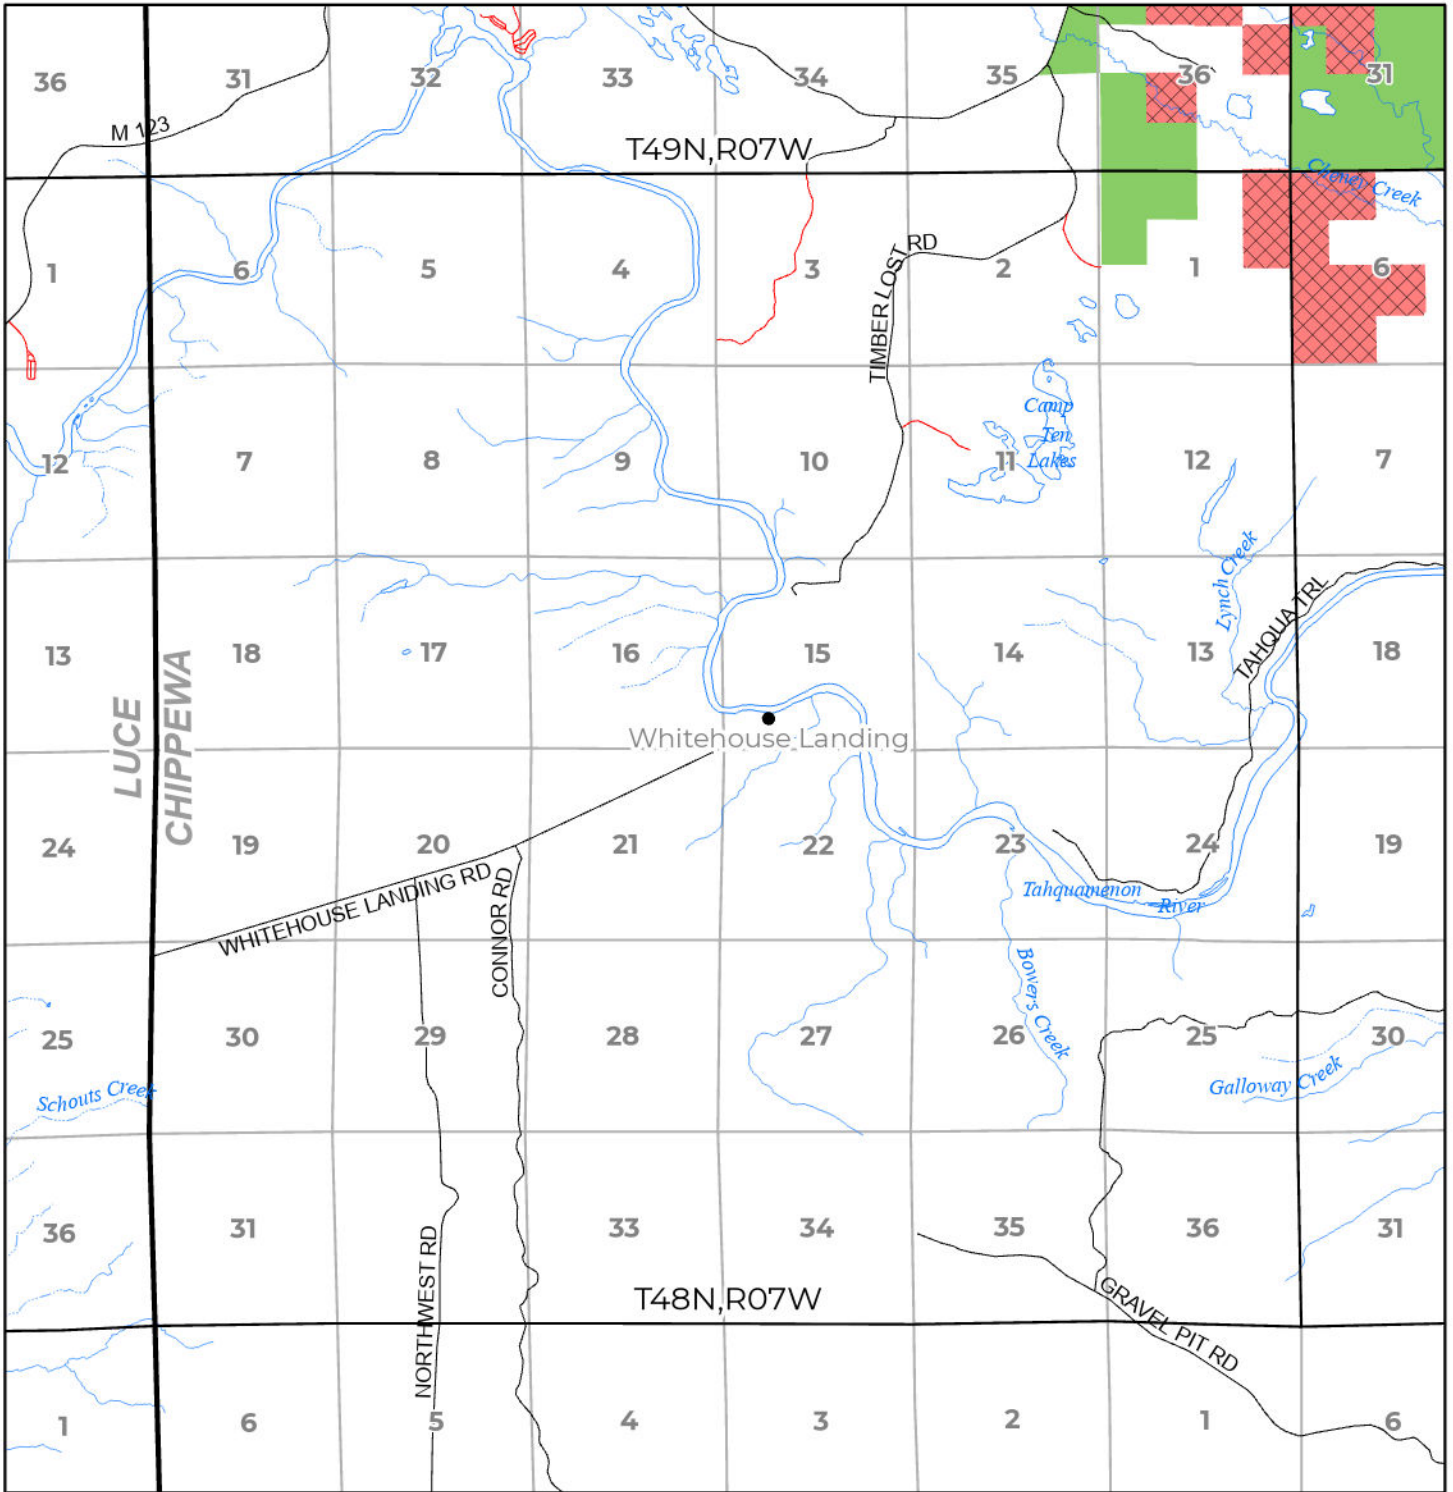 36 31 32 33 34 35 36 31
M 123
T49N,R07W
Cheney Creek
1 6 5 4 3 2 1 6
TIMBER LOST RD
Camp
Ten
Lakes
12 7 8 9 10 11 12 7
Lynch Creek
TAHQUA TRL
13 18 17 16 15 14 13 18
LUCE
CHIPPEWA
Whitehouse Landing
24 19 20 21 22 23 24 19
WHITEHOUSE LANDING RD
CONNOR RD
Tahquamenon
River
Bowers Creek
25 30 29 28 27 26 25 30
Schouts Creek
Galloway Creek
36 31 33 34 35 36 31
NORTHWEST RD
T48N,R07W
GRAVEL PIT RD
1 6 5 4 3 2 1 6